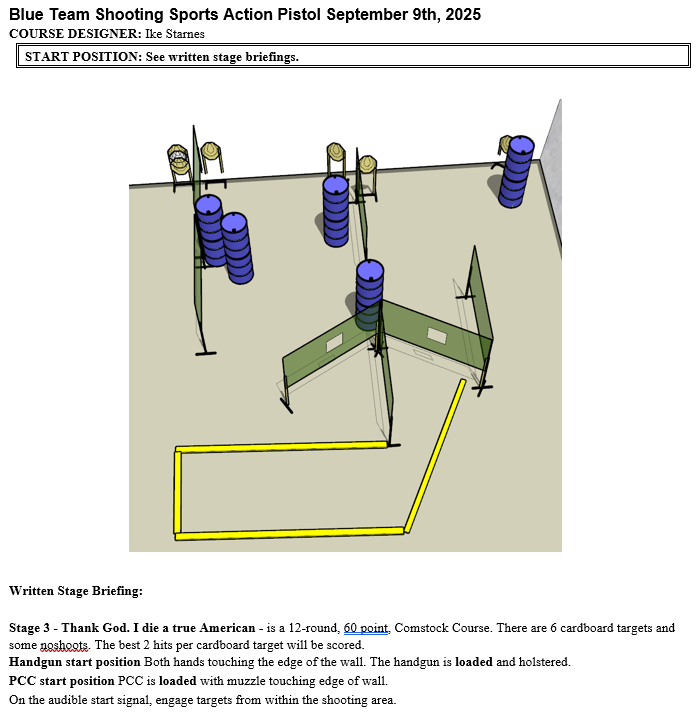 Blue Team Shooting Sports Action Pistol September 9th, 2025
COURSE DESIGNER: Ike Starnes
START POSITION: See written stage briefings.
Written Stage Briefing:
Stage 3 - Thank God. I die a true American - is a 12-round, 60 point, Comstock Course. There are 6 cardboard targets and
some noshoots. The best 2 hits per cardboard target will be scored.
Handgun start position Both hands touching the edge of the wall. The handgun is loaded and holstered.
PCC start position PCC is loaded with muzzle touching edge of wall.
On the audible start signal, engage targets from within the shooting area.